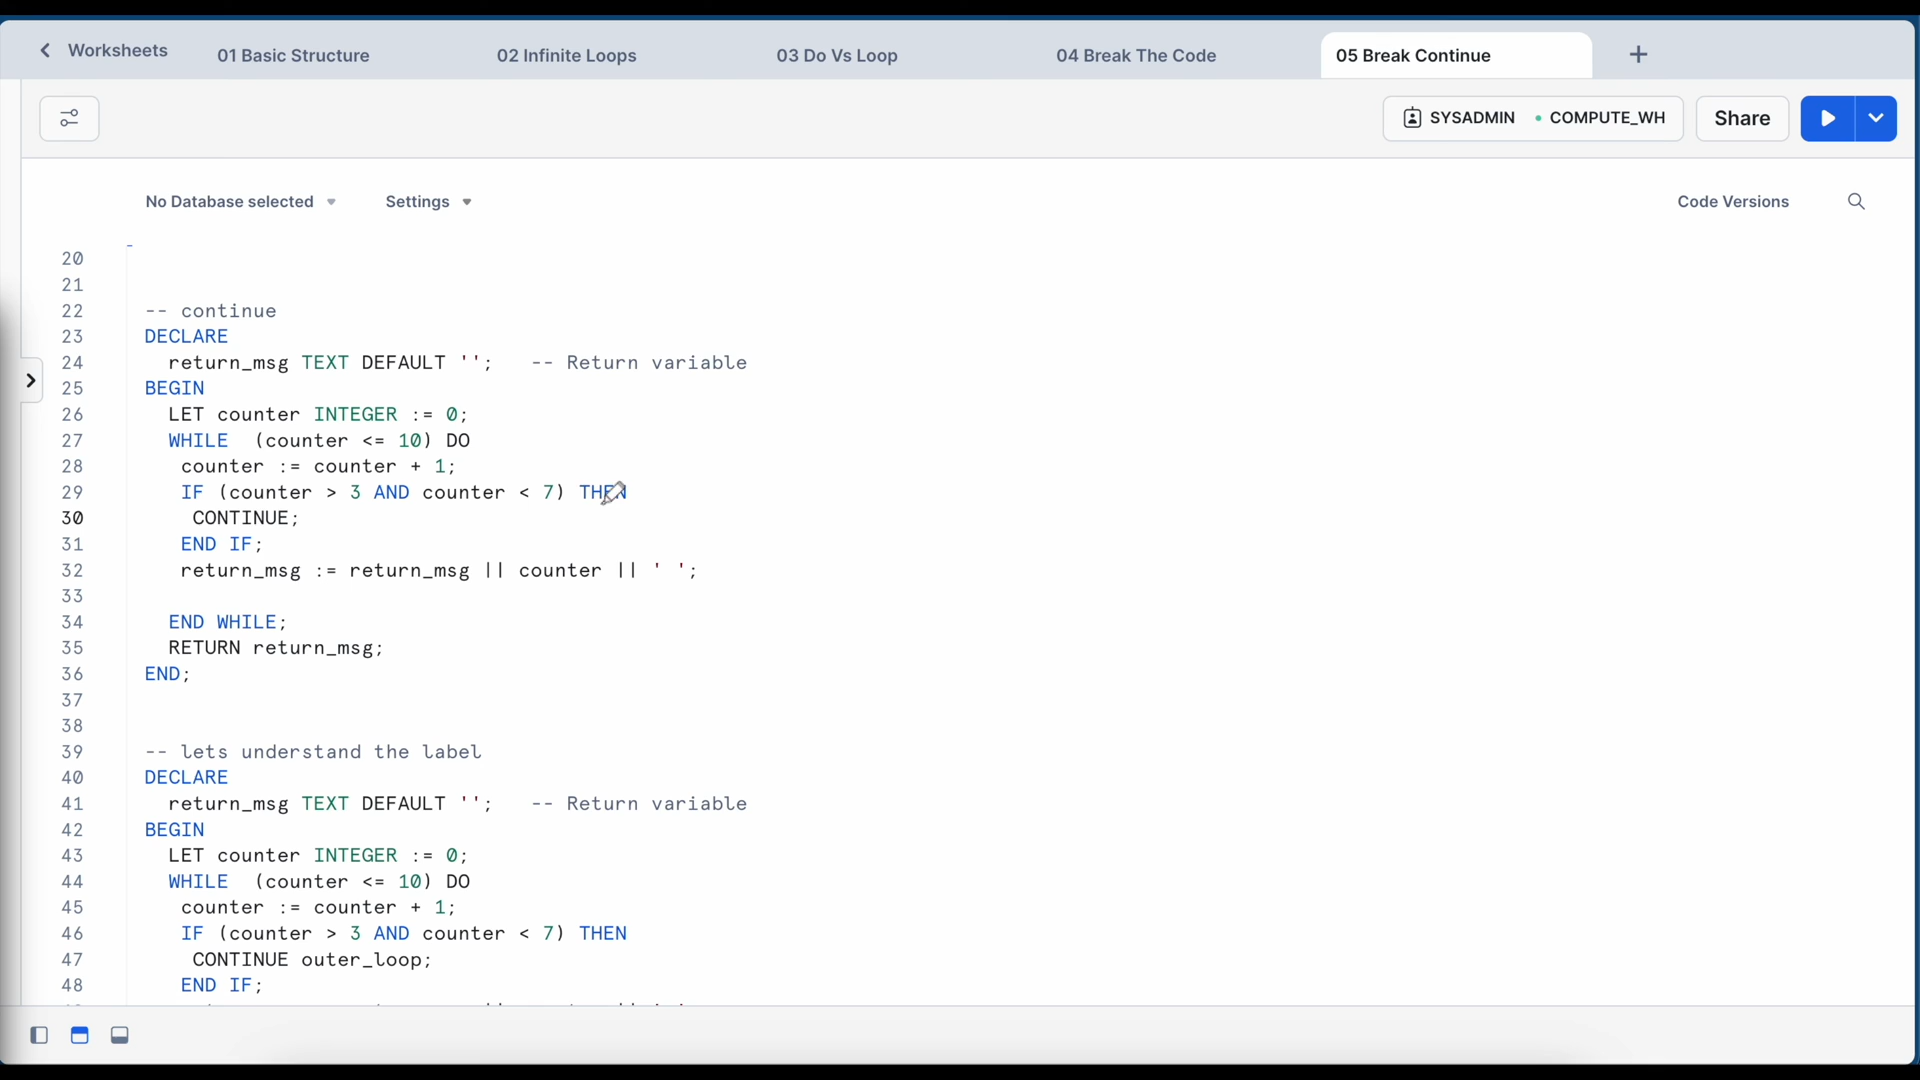 Worksheets
01 Basic Structure
02 Infinite Loops
03 Do Vs Loop
04 Break The Code
05 Break Continue
SYSADMIN
COMPUTE_WH
Share
No Database selected
Settings
Code Versions
20
21
22 -- continue
23 DECLARE
24 return_msg TEXT DEFAULT ''; -- Return variable
25 BEGIN
26 LET counter INTEGER := 0;
27 WHILE (counter <= 10) DO
28 counter := counter + 1;
29 IF (counter > 3 AND counter < 7) THEN
30 CONTINUE;
31 END IF;
32 return_msg := return_msg || counter || ' ';
33
34 END WHILE;
35 RETURN return_msg;
36 END;
37
38
39 -- lets understand the label
40 DECLARE
41 return_msg TEXT DEFAULT ''; -- Return variable
42 BEGIN
43 LET counter INTEGER := 0;
44 WHILE (counter <= 10) DO
45 counter := counter + 1;
46 IF (counter > 3 AND counter < 7) THEN
47 CONTINUE outer_loop;
48 END IF;